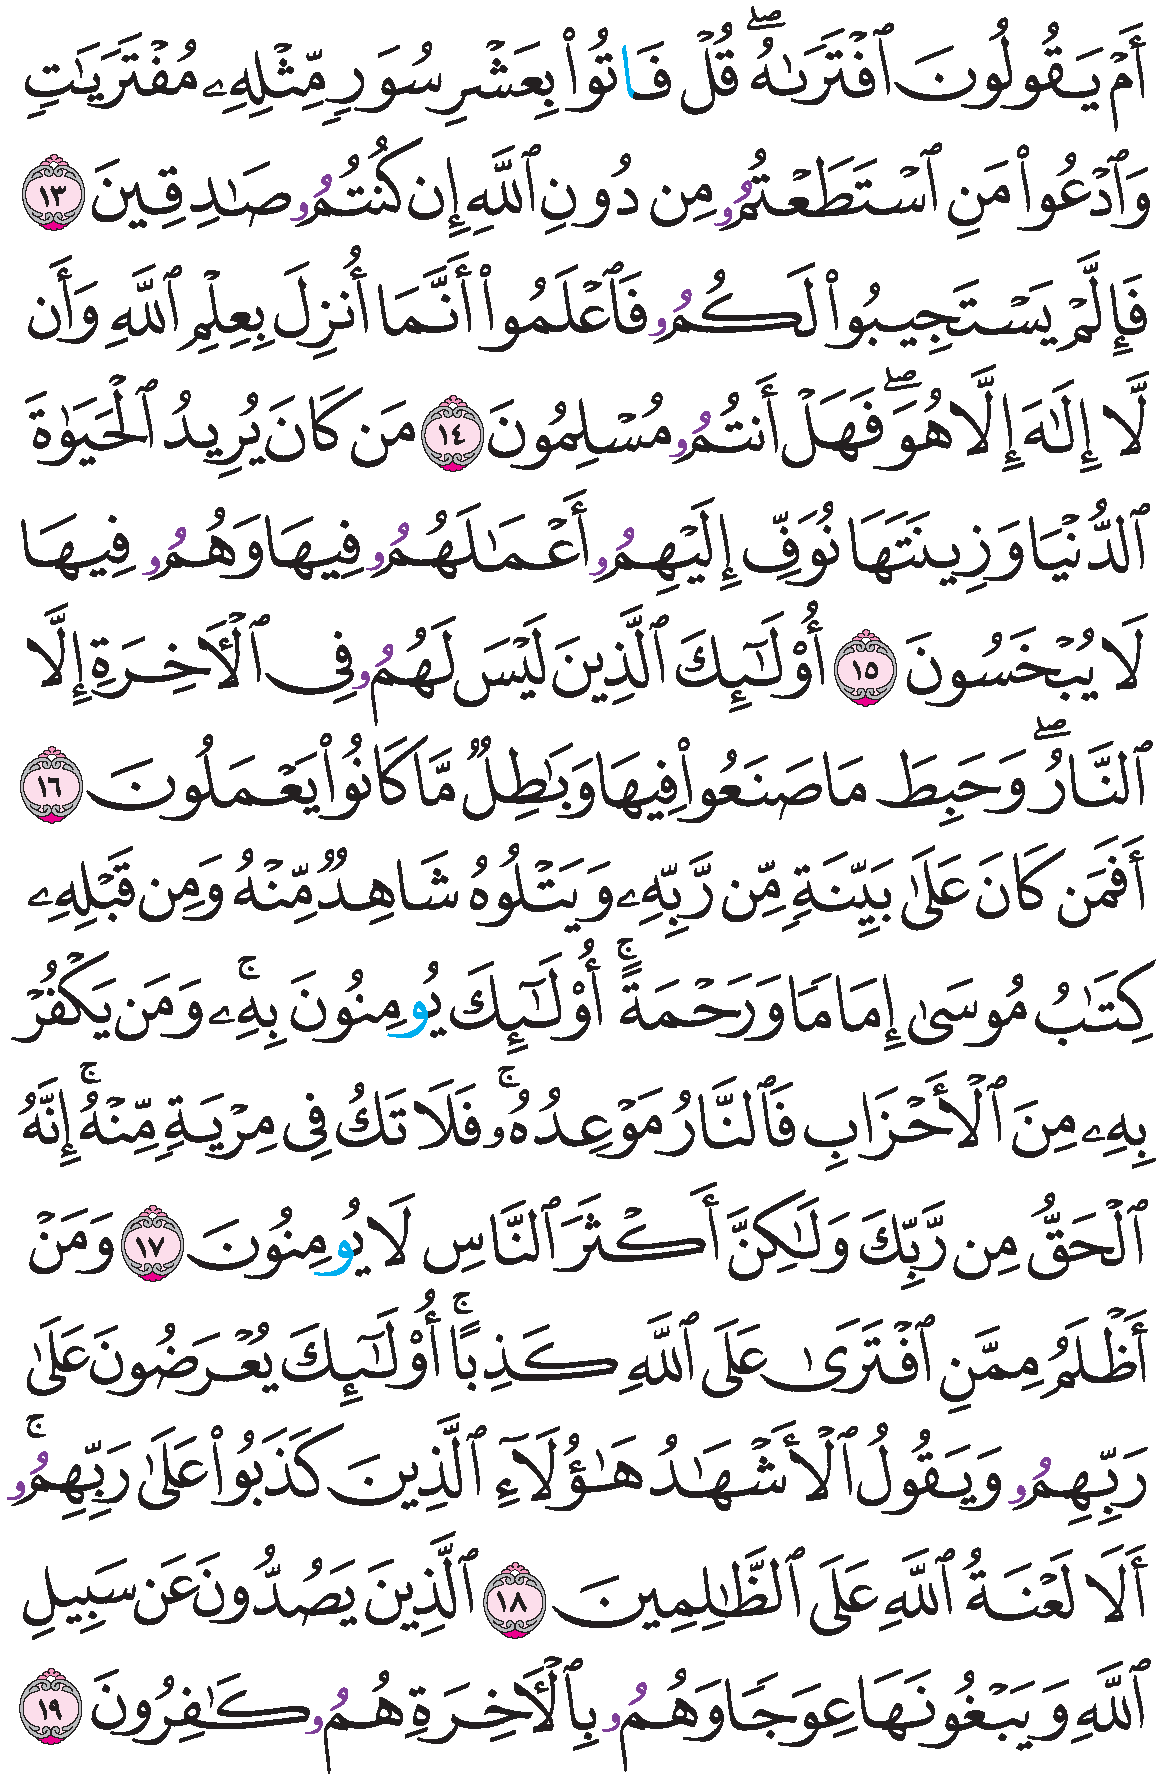 أَمْ يَقُولُونَ ٱفْتَرَىٰهُ ۖ قُلْ فَاتُوا۟ بِعَشْرِ سُوَرٍ مِّثْلِهِۦ مُفْتَرَيَٰتٍ
وَٱدْعُوا۟ مَنِ ٱسْتَطَعْتُمُۥ مِن دُونِ ٱللَّهِ إِن كُنتُمُۥ صَٰدِقِينَ ١٣
فَإِلَّمْ يَسْتَجِيبُوا۟ لَكُمُۥ فَٱعْلَمُوا۟ أَنَّمَا أُنزِلَ بِعِلْمِ ٱللَّهِ وَأَن
لَّا إِلَٰهَ إِلَّا هُوَ ۖ فَهَلْ أَنتُمُۥ مُسْلِمُونَ ١٤ مَن كَانَ يُرِيدُ ٱلْحَيَوٰةَ
ٱلدُّنْيَا وَزِينَتَهَا نُوَفِّ إِلَيْهِمُۥ أَعْمَٰلَهُمُۥ فِيهَا وَهُمُۥ فِيهَا
لَا يُبْخَسُونَ ١٥ أُو۟لَٰٓئِكَ ٱلَّذِينَ لَيْسَ لَهُمُۥ فِى ٱلْأَخِرَةِ إِلَّا
ٱلنَّارُ ۖ وَحَبِطَ مَا صَنَعُوا۟ فِيهَا وَبَٰطِلٌ مَّا كَانُوا۟ يَعْمَلُونَ ١٦
أَفَمَن كَانَ عَلَىٰ بَيِّنَةٍ مِّن رَّبِّهِۦ وَيَتْلُوهُ شَاهِدٌ مِّنْهُ وَمِن قَبْلِهِۦ
كِتَٰبُ مُوسَىٰ إِمَامًا وَرَحْمَةً ۚ أُو۟لَٰٓئِكَ يُومِنُونَ بِهِۦ ۚ وَمَن يَكْفُرْ
بِهِۦ مِنَ ٱلْأَحْزَابِ فَٱلنَّارُ مَوْعِدُهُۥ ۚ فَلَا تَكُ فِى مِرْيَةٍ مِّنْهُ ۚ إِنَّهُ
ٱلْحَقُّ مِن رَّبِّكَ وَلَٰكِنَّ أَكْثَرَ ٱلنَّاسِ لَا يُومِنُونَ ١٧ وَمَنْ
أَظْلَمُ مِمَّنِ ٱفْتَرَىٰ عَلَى ٱللَّهِ كَذِبًا ۚ أُو۟لَٰٓئِكَ يُعْرَضُونَ عَلَىٰ
رَبِّهِمُۥ وَيَقُولُ ٱلْأَشْهَٰدُ هَٰؤُلَآءِ ٱلَّذِينَ كَذَبُوا۟ عَلَىٰ رَبِّهِمُۥ ۚ
أَلَا لَعْنَةُ ٱللَّهِ عَلَى ٱلظَّٰلِمِينَ ١٨ ٱلَّذِينَ يَصُدُّونَ عَن سَبِيلِ
ٱللَّهِ وَيَبْغُونَهَا عِوَجًا وَهُمُۥ بِٱلْأَخِرَةِ هُمُۥ كَٰفِرُونَ ١٩